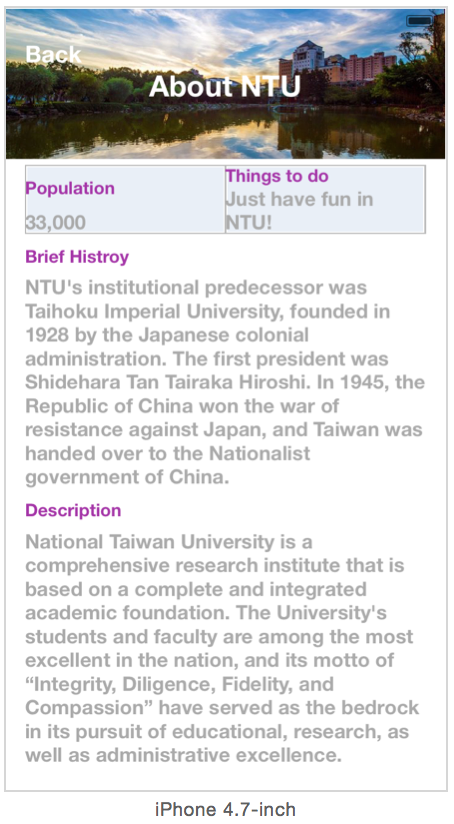 Back
About NTU
Population
33,000
Things to do
Just have fun in
NTU!
Brief Histroy
NTU's institutional predecessor was
Taihoku Imperial University, founded in
1928 by the Japanese colonial
administration. The first president was
Shidehara Tan Tairaka Hiroshi. In 1945, the
Republic of China won the war of
resistance against Japan, and Taiwan was
handed over to the Nationalist
government of China.
Description
National Taiwan University is a
comprehensive research institute that is
based on a complete and integrated
academic foundation. The University's
students and faculty are among the most
excellent in the nation, and its motto of
“Integrity, Diligence, Fidelity, and
Compassion” have served as the bedrock
in its pursuit of educational, research, as
well as administrative excellence.
iPhone 4.7-inch